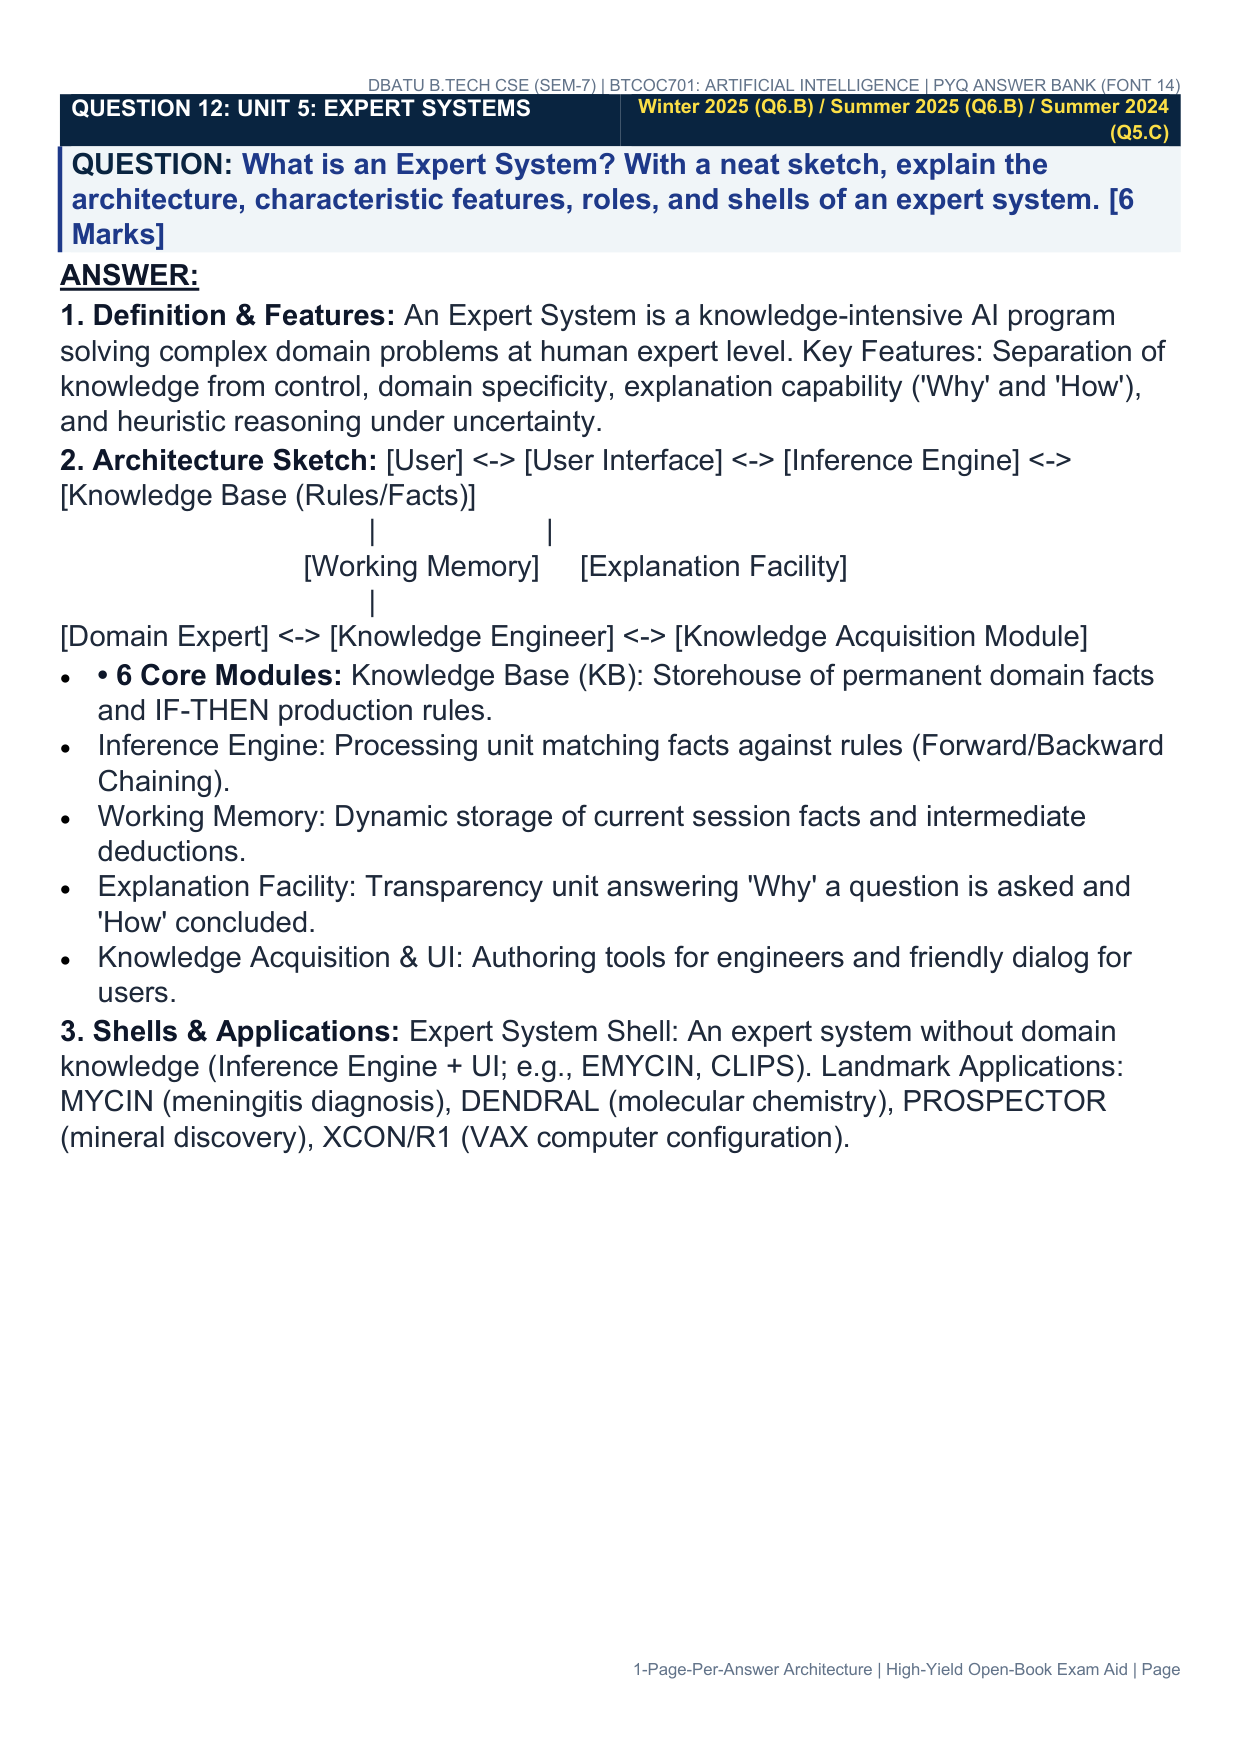 DBATU B.TECH CSE (SEM-7) | BTCOC701: ARTIFICIAL INTELLIGENCE | PYQ ANSWER BANK (FONT 14)
QUESTION 12: UNIT 5: EXPERT SYSTEMS
Winter 2025 (Q6.B) / Summer 2025 (Q6.B) / Summer 2024
(Q5.C)
QUESTION: What is an Expert System? With a neat sketch, explain the
architecture, characteristic features, roles, and shells of an expert system. [6
Marks]
ANSWER:
1. Definition & Features: An Expert System is a knowledge-intensive AI program
solving complex domain problems at human expert level. Key Features: Separation of
knowledge from control, domain specificity, explanation capability ('Why' and 'How'),
and heuristic reasoning under uncertainty.
2. Architecture Sketch: [User] <-> [User Interface] <-> [Inference Engine] <->
[Knowledge Base (Rules/Facts)]
| |
[Working Memory] [Explanation Facility]
|
[Domain Expert] <-> [Knowledge Engineer] <-> [Knowledge Acquisition Module]
• • 6 Core Modules: Knowledge Base (KB): Storehouse of permanent domain facts
and IF-THEN production rules.
• Inference Engine: Processing unit matching facts against rules (Forward/Backward
Chaining).
• Working Memory: Dynamic storage of current session facts and intermediate
deductions.
• Explanation Facility: Transparency unit answering 'Why' a question is asked and
'How' concluded.
• Knowledge Acquisition & UI: Authoring tools for engineers and friendly dialog for
users.
3. Shells & Applications: Expert System Shell: An expert system without domain
knowledge (Inference Engine + UI; e.g., EMYCIN, CLIPS). Landmark Applications:
MYCIN (meningitis diagnosis), DENDRAL (molecular chemistry), PROSPECTOR
(mineral discovery), XCON/R1 (VAX computer configuration).
1-Page-Per-Answer Architecture | High-Yield Open-Book Exam Aid | Page